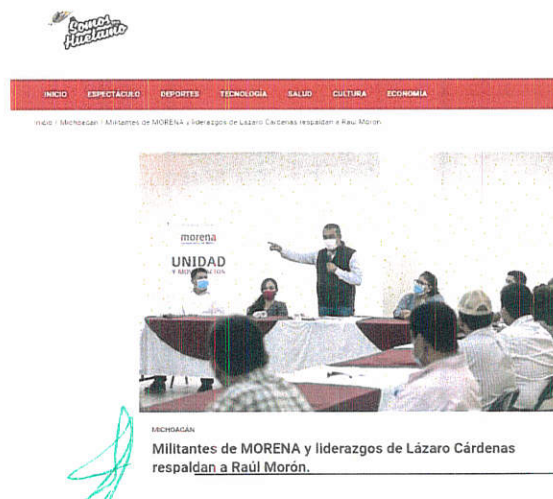 Somos
Huetamo
INICIO ESPECTÁCULO DEPORTES TECNOLOGÍA SALUD CULTURA ECONOMÍA
Inicio / Michoacán / Militantes de MORENA y liderazgos de Lázaro Cárdenas respaldan a Raúl Morón.
morena
UNIDAD
Y MOVILIZACIÓN
MICHOACÁN
Militantes de MORENA y liderazgos de Lázaro Cárdenas
respaldan a Raúl Morón.